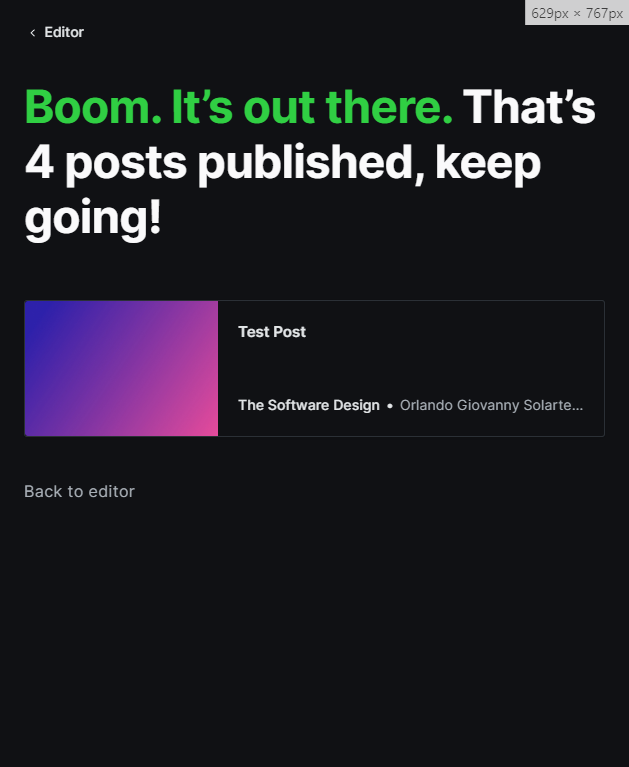 629px × 767px
‹ Editor
Boom. It’s out there. That’s
4 posts published, keep
going!
Test Post
The Software Design • Orlando Giovanny Solarte...
Back to editor